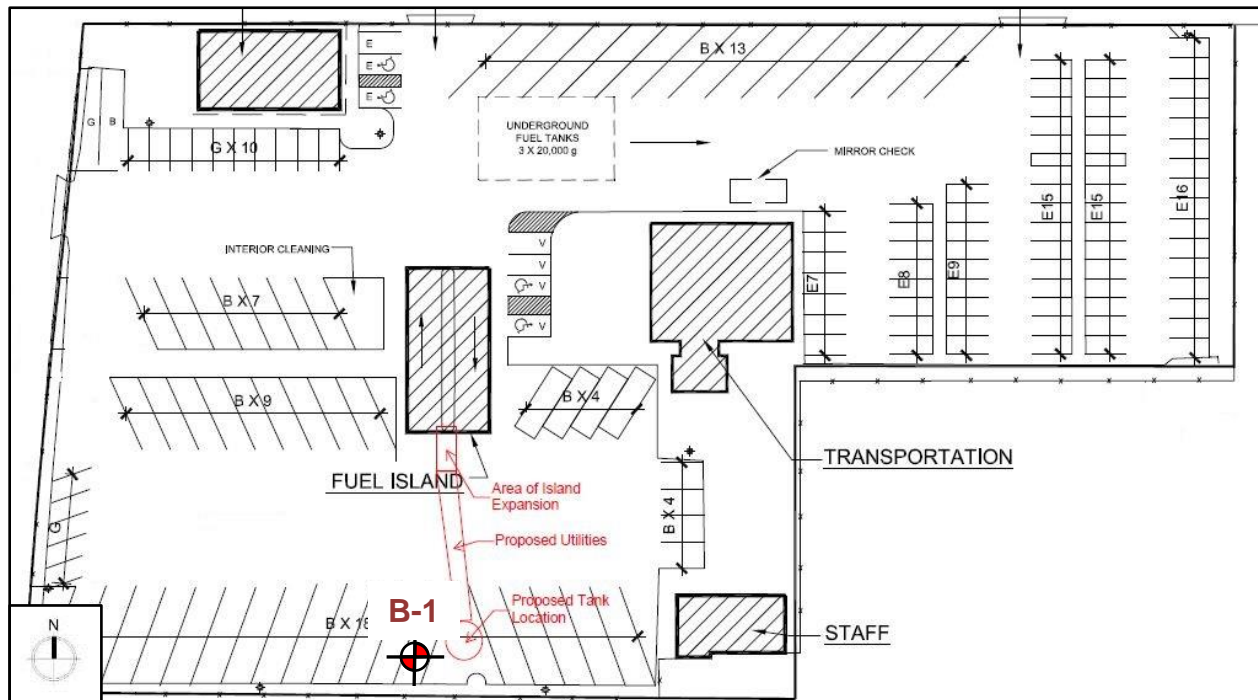 B X 13
E
E
E
G
B
G X 10
UNDERGROUND
FUEL TANKS
3 X 20,000 g
MIRROR CHECK
E15
E15
E16
V
V
V
V
INTERIOR CLEANING
E7
E8
E9
B X 7
B X 9
B X 4
FUEL ISLAND
TRANSPORTATION
Area of Island
Expansion
B X 4
G
Proposed Utilities
B-1
Proposed Tank
Location
B X 18
STAFF
N